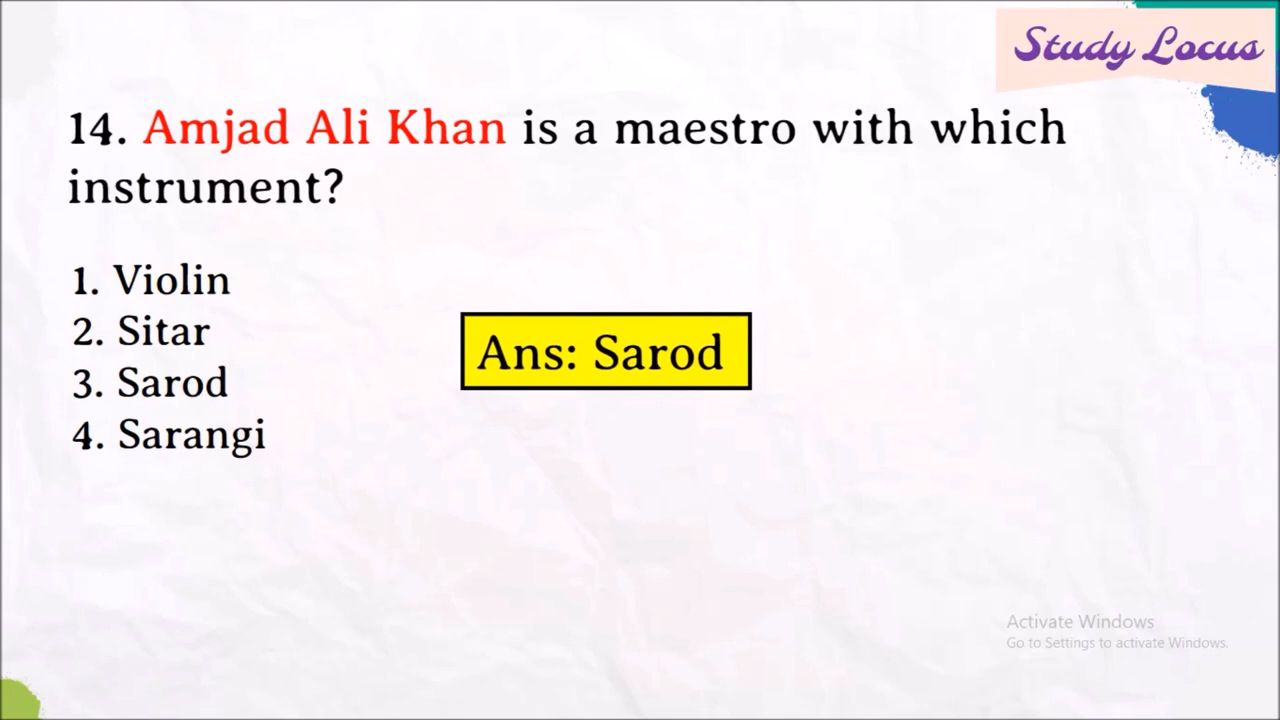 Study Locus
14. Amjad Ali Khan is a maestro with which
instrument?
1. Violin
2. Sitar
3. Sarod
4. Sarangi
Ans: Sarod
Activate Windows
Go to Settings to activate Windows.